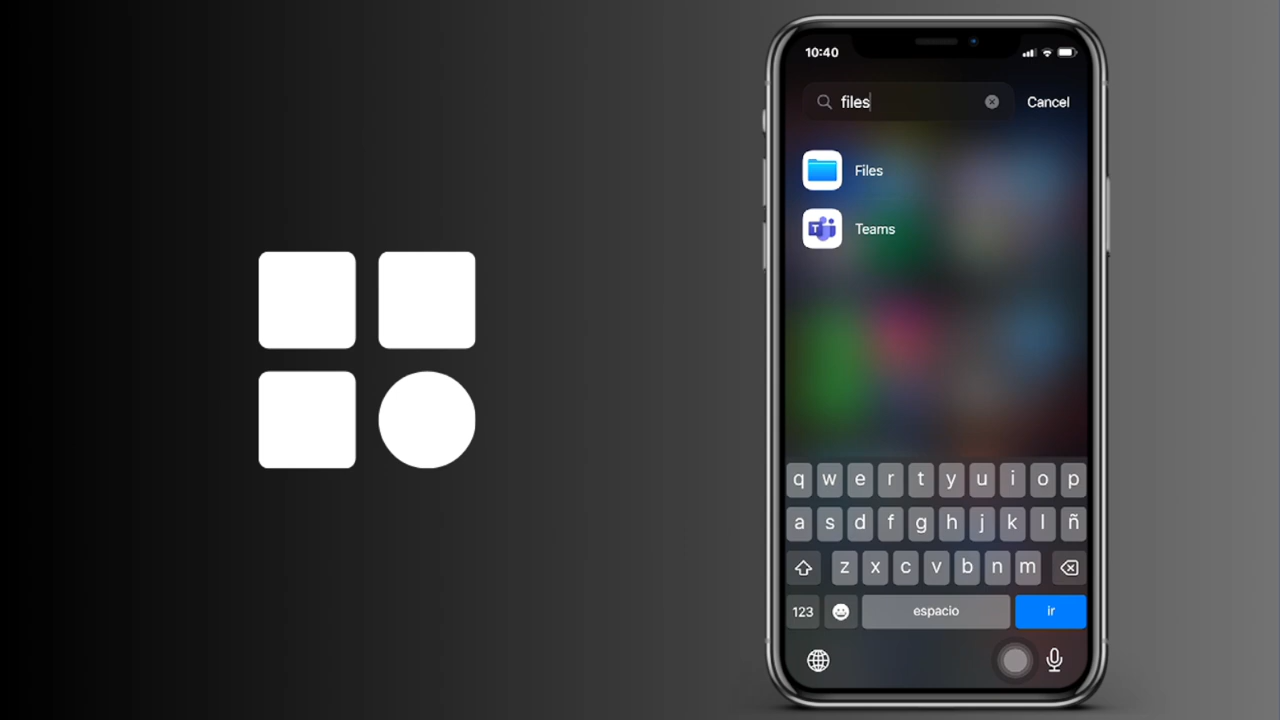 10:40
files
Cancel
Files
T
Teams
q w e r t y u i o p
a s d f g h j k l ñ
z x c v b n m
123
espacio
ir